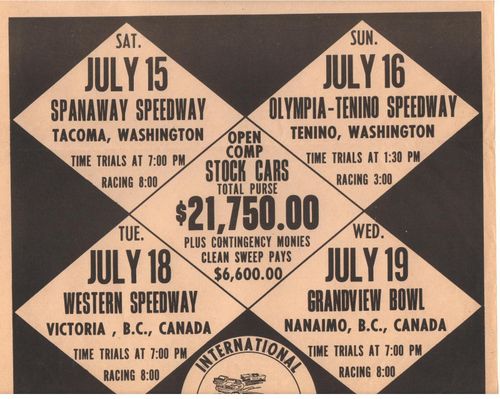 SAT.
JULY 15
SPANAWAY SPEEDWAY
TACOMA, WASHINGTON
TIME TRIALS AT 7:00 PM
RACING 8:00
SUN.
JULY 16
OLYMPIA-TENINO SPEEDWAY
TENINO, WASHINGTON
TIME TRIALS AT 1:30 PM
RACING 3:00
OPEN
COMP
STOCK CARS
TOTAL PURSE
$21,750.00
PLUS CONTINGENCY MONIES
CLEAN SWEEP PAYS
$6,600.00
TUE.
JULY 18
WESTERN SPEEDWAY
VICTORIA , B.C., CANADA
TIME TRIALS AT 7:00 PM
RACING 8:00
WED.
JULY 19
GRANDVIEW BOWL
NANAIMO, B.C., CANADA
TIME TRIALS AT 7:00 PM
RACING 8:00
INTERNATIONAL